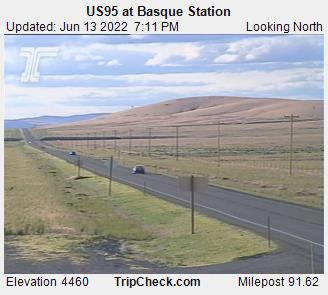 US95 at Basque Station
Updated: Jun 13 2022 7:11 PM Looking North
Elevation 4460 TripCheck.com Milepost 91.62